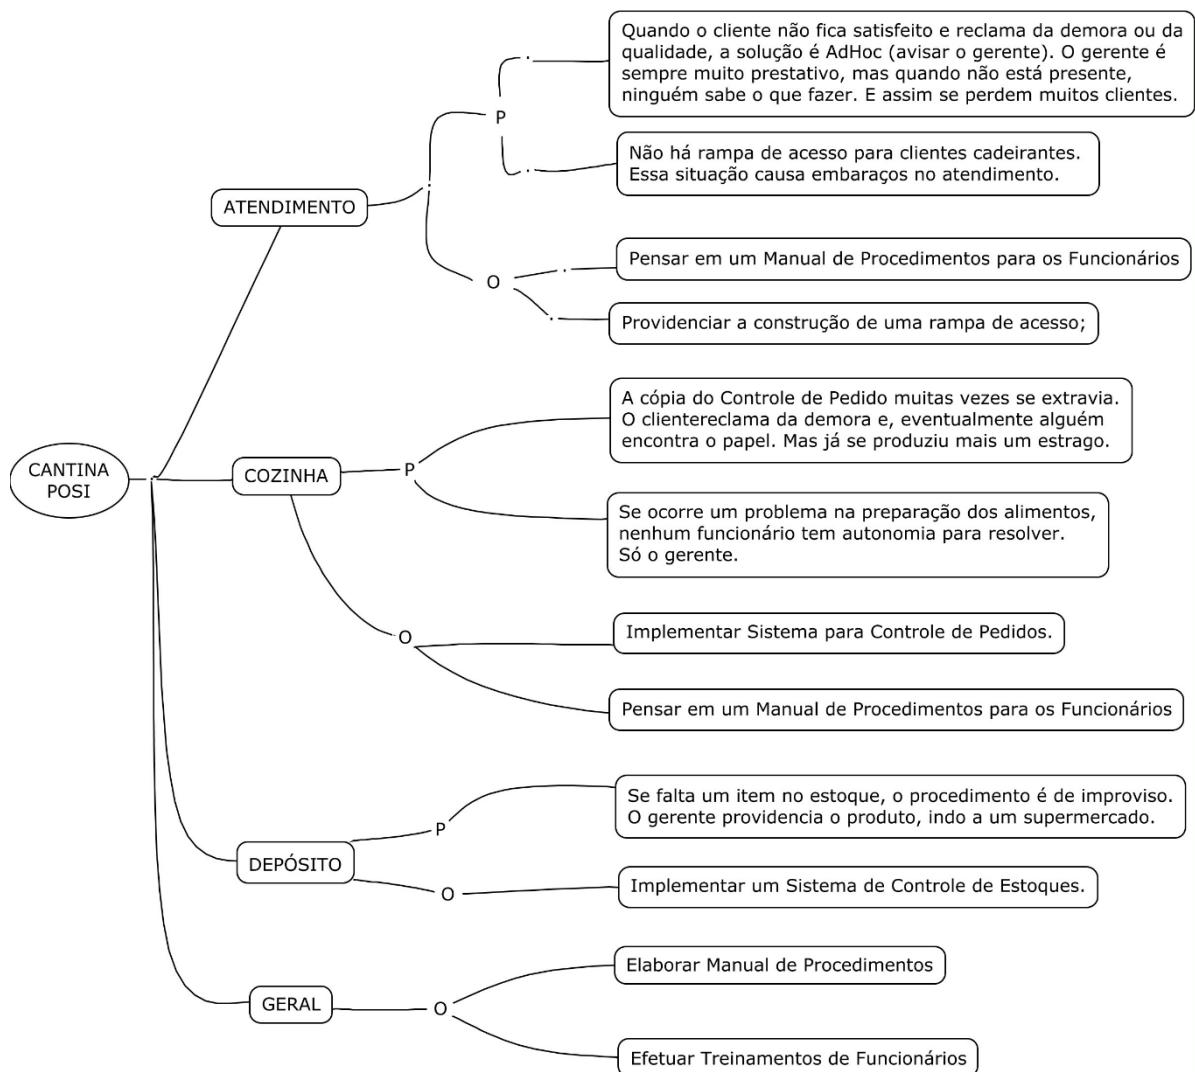 Quando o cliente não fica satisfeito e reclama da demora ou da
qualidade, a solução é AdHoc (avisar o gerente). O gerente é
sempre muito prestativo, mas quando não está presente,
ninguém sabe o que fazer. E assim se perdem muitos clientes.
P
Não há rampa de acesso para clientes cadeirantes.
Essa situação causa embaraços no atendimento.
ATENDIMENTO
Pensar em um Manual de Procedimentos para os Funcionários
O
Providenciar a construção de uma rampa de acesso;
A cópia do Controle de Pedido muitas vezes se extravia.
O clientereclama da demora e, eventualmente alguém
encontra o papel. Mas já se produziu mais um estrago.
CANTINA
POSI
COZINHA
P
Se ocorre um problema na preparação dos alimentos,
nenhum funcionário tem autonomia para resolver.
Só o gerente.
O
Implementar Sistema para Controle de Pedidos.
Pensar em um Manual de Procedimentos para os Funcionários
Se falta um item no estoque, o procedimento é de improviso.
O gerente providencia o produto, indo a um supermercado.
P
DEPÓSITO
O
Implementar um Sistema de Controle de Estoques.
Elaborar Manual de Procedimentos
GERAL
O
Efetuar Treinamentos de Funcionários